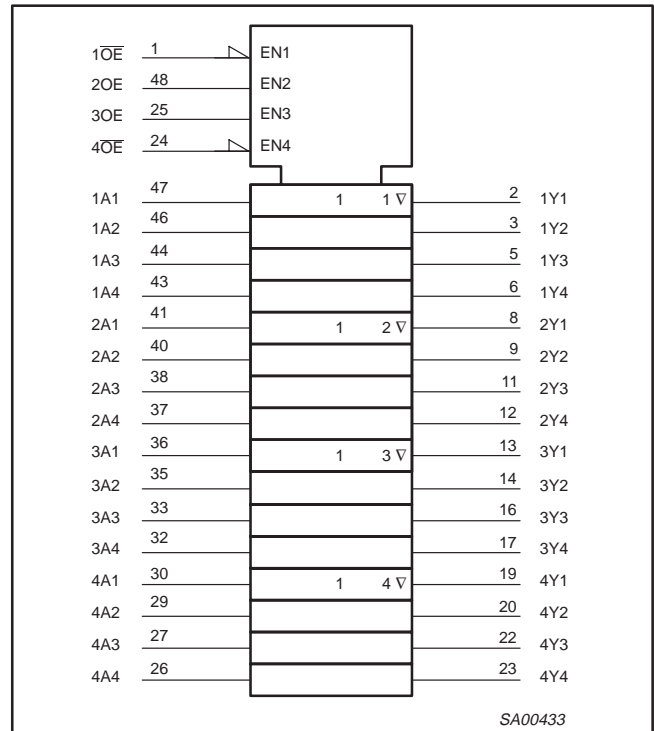 1O̅E̅ 1 EN1
2OE 48 EN2
3OE 25 EN3
4O̅E̅ 24 EN4
1A1 47 1 1 ∇ 2 1Y1
1A2 46 3 1Y2
1A3 44 5 1Y3
1A4 43 6 1Y4
2A1 41 1 2 ∇ 8 2Y1
2A2 40 9 2Y2
2A3 38 11 2Y3
2A4 37 12 2Y4
3A1 36 1 3 ∇ 13 3Y1
3A2 35 14 3Y2
3A3 33 16 3Y3
3A4 32 17 3Y4
4A1 30 1 4 ∇ 19 4Y1
4A2 29 20 4Y2
4A3 27 22 4Y3
4A4 26 23 4Y4
SA00433